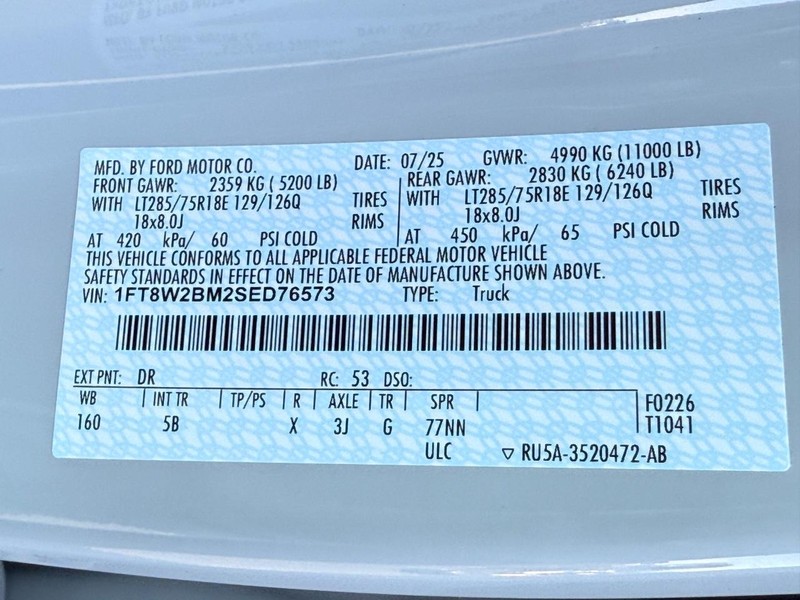 MFD. BY FORD MOTOR CO. DATE: 07/25 GVWR: 4990 KG (11000 LB)
FRONT GAWR: 2359 KG ( 5200 LB) REAR GAWR: 2830 KG ( 6240 LB)
WITH LT285/75R18E 129/126Q TIRES WITH LT285/75R18E 129/126Q TIRES
18x8.0J RIMS 18x8.0J RIMS
AT 420 kPa/ 60 PSI COLD AT 450 kPa/ 65 PSI COLD
THIS VEHICLE CONFORMS TO ALL APPLICABLE FEDERAL MOTOR VEHICLE
SAFETY STANDARDS IN EFFECT ON THE DATE OF MANUFACTURE SHOWN ABOVE.
VIN: 1FT8W2BM2SED76573 TYPE: Truck
EXT PNT: DR RC: 53 DSO:
WB INT TR TP/PS R AXLE TR SPR F0226
160 5B X 3J G 77NN T1041
ULC RU5A-3520472-AB